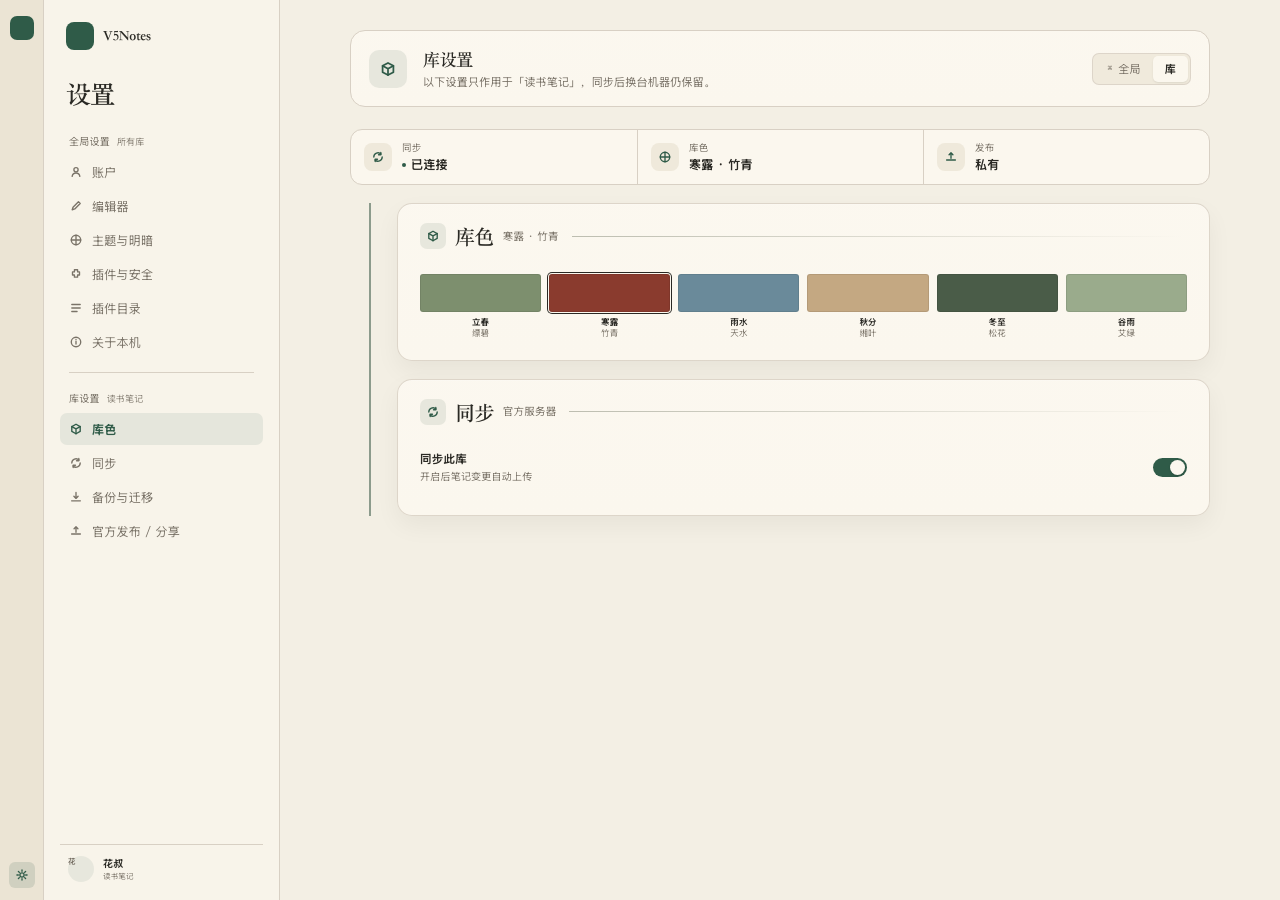 V5Notes
设置
全局设置 所有库
账户
编辑器
主题与明暗
插件与安全
插件目录
关于本机
库设置 读书笔记
库色
同步
备份与迁移
官方发布 / 分享
花
花叔
读书笔记
库设置
以下设置只作用于「读书笔记」，同步后换台机器仍保留。
全局 库
同步
已连接
库色
寒露 · 竹青
发布
私有
库色 寒露 · 竹青
立春 寒露 雨水 秋分 冬至 谷雨
缥碧 竹青 天水 缃叶 松花 艾绿
同步 官方服务器
同步此库
开启后笔记变更自动上传